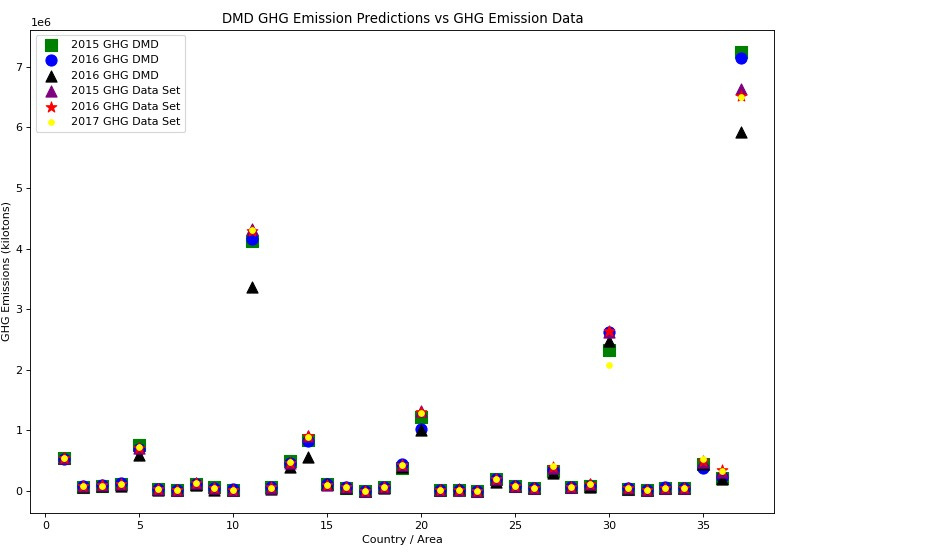 DMD GHG Emission Predictions vs GHG Emission Data
1e6
2015 GHG DMD
2016 GHG DMD
2016 GHG DMD
2015 GHG Data Set
2016 GHG Data Set
2017 GHG Data Set
7
6
5
4
3
2
1
0
GHG Emissions (kilotons)
0 5 10 15 20 25 30 35
Country / Area